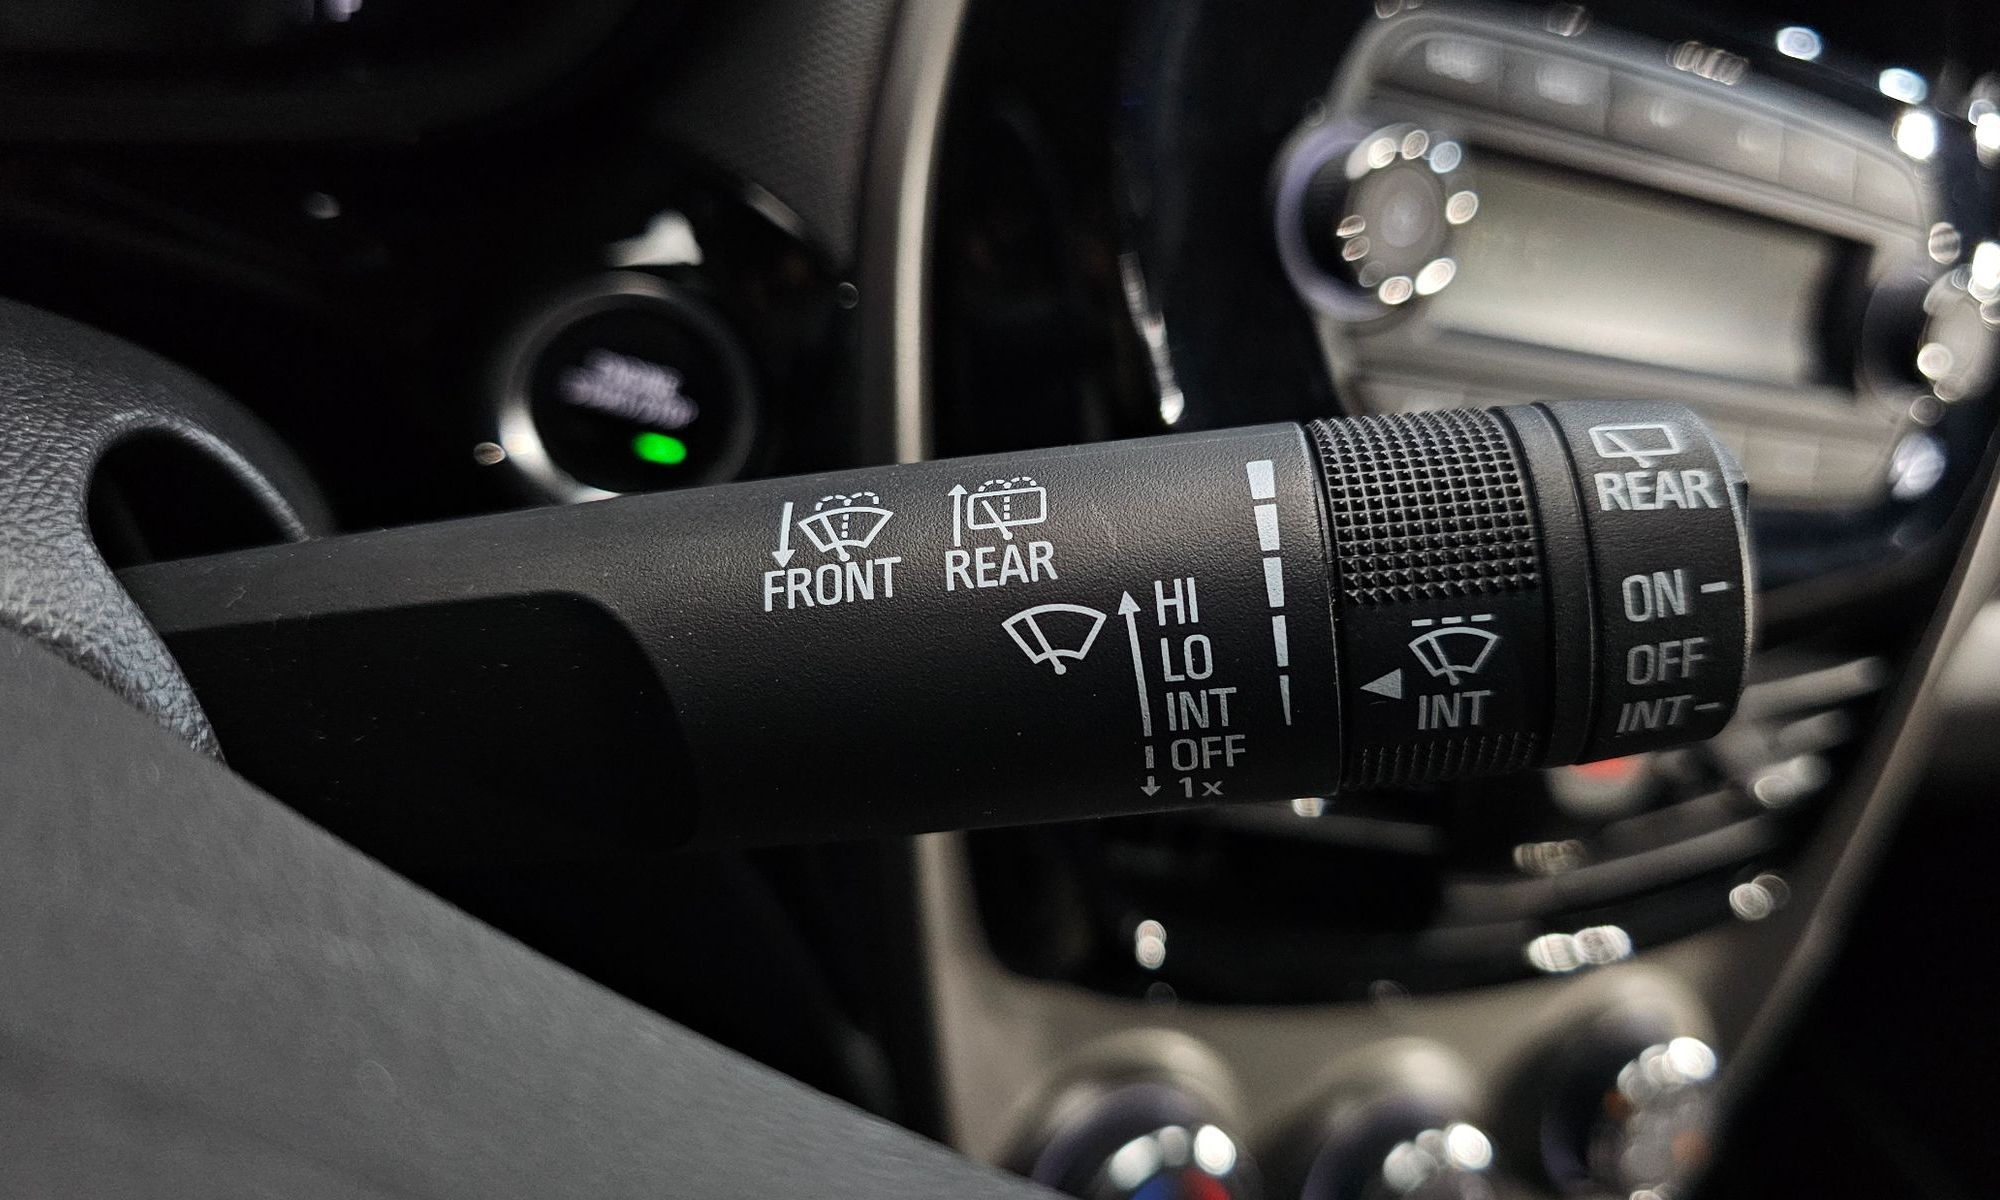 FRONT
REAR
HI
LO
INT
OFF
1x
INT
REAR
ON
OFF
INT